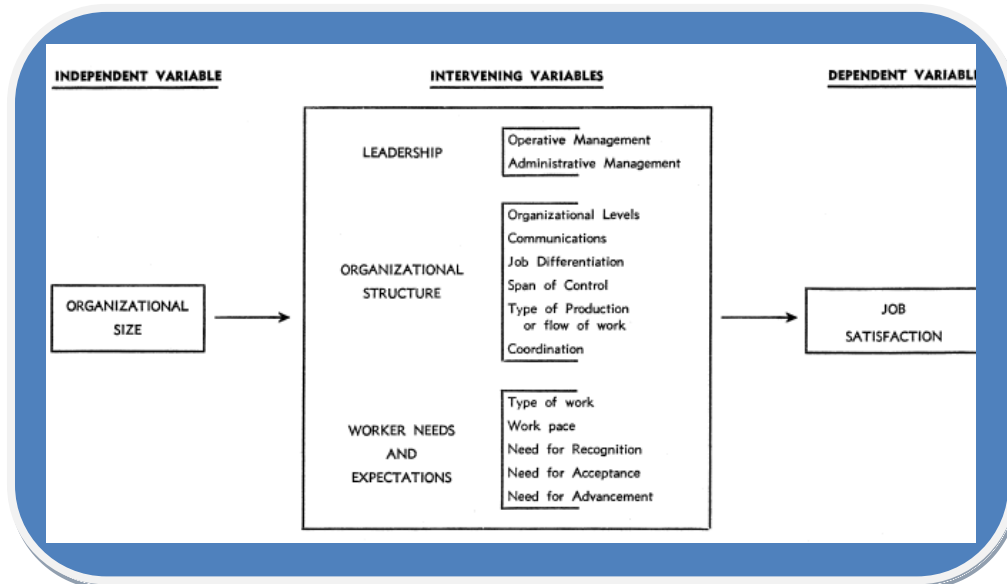 INDEPENDENT VARIABLE
INTERVENING VARIABLES
DEPENDENT VARIABL
LEADERSHIP
Operative Management
Administrative Management
ORGANIZATIONAL
STRUCTURE
Organizational Levels
Communications
Job Differentiation
Span of Control
Type of Production
or flow of work
Coordination
WORKER NEEDS
AND
EXPECTATIONS
Type of work
Work pace
Need for Recognition
Need for Acceptance
Need for Advancement
ORGANIZATIONAL
SIZE
JOB
SATISFACTION